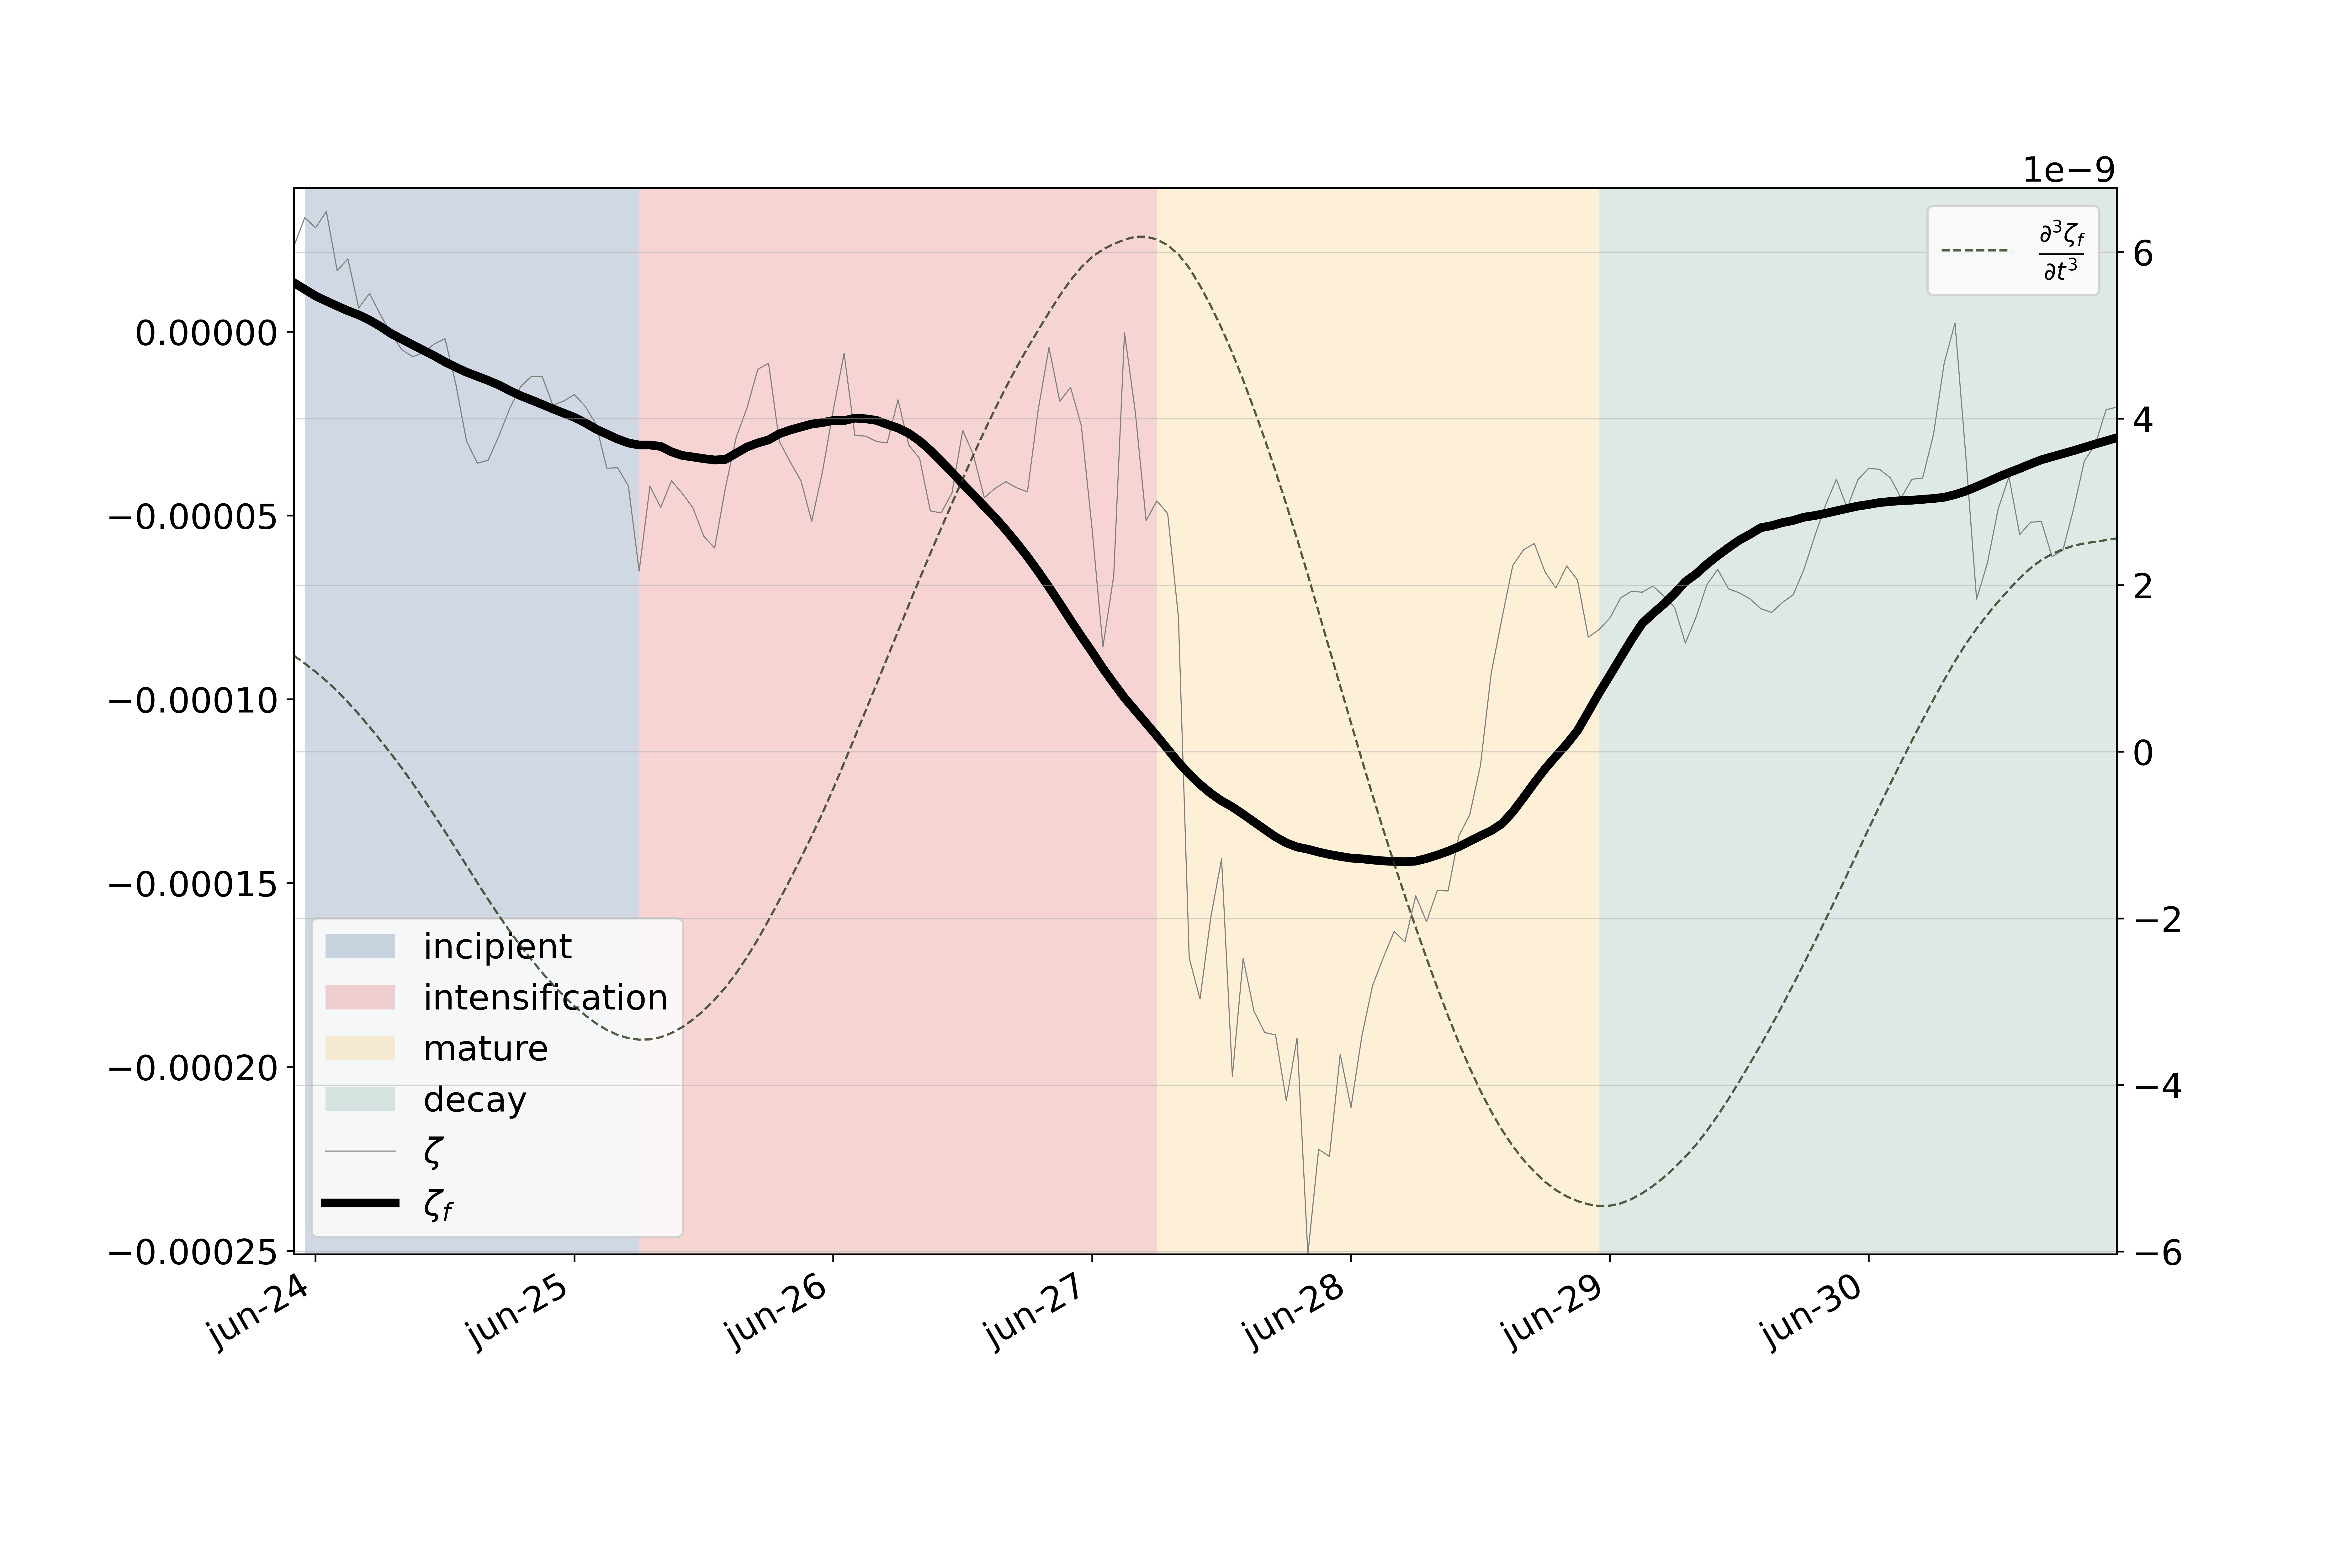 1e−9
∂³ζ_f
∂t³
0.00000
−0.00005
−0.00010
−0.00015
−0.00020
−0.00025
6
4
2
0
−2
−4
−6
incipient
intensification
mature
decay
ζ
ζ_f
jun-24
jun-25
jun-26
jun-27
jun-28
jun-29
jun-30